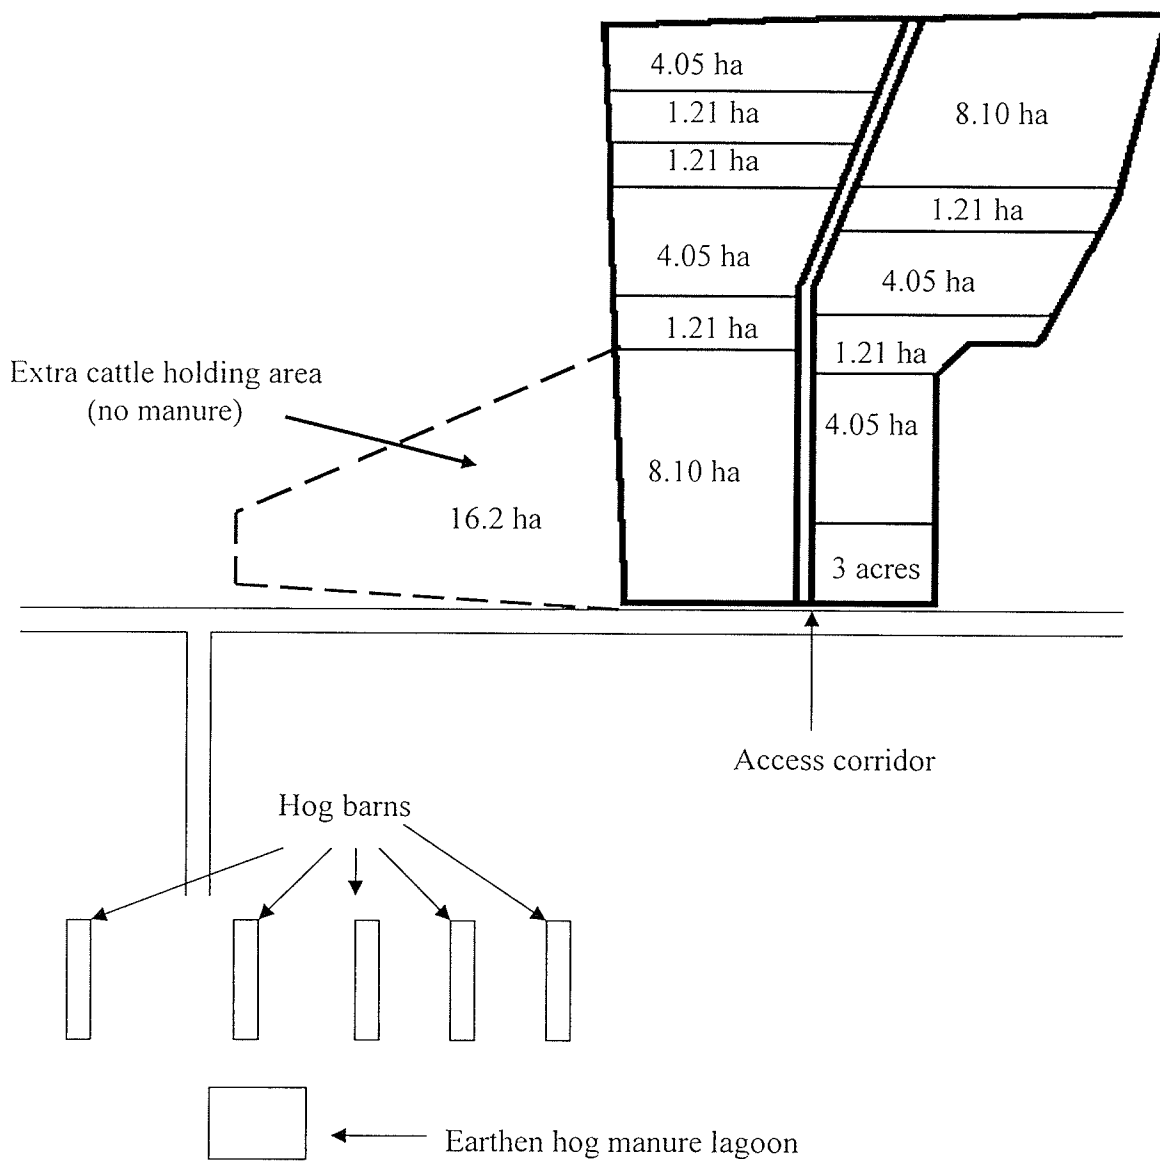 4.05 ha
1.21 ha
1.21 ha
4.05 ha
1.21 ha
8.10 ha
8.10 ha
1.21 ha
4.05 ha
1.21 ha
4.05 ha
3 acres
Extra cattle holding area
(no manure)
16.2 ha
Access corridor
Hog barns
Earthen hog manure lagoon